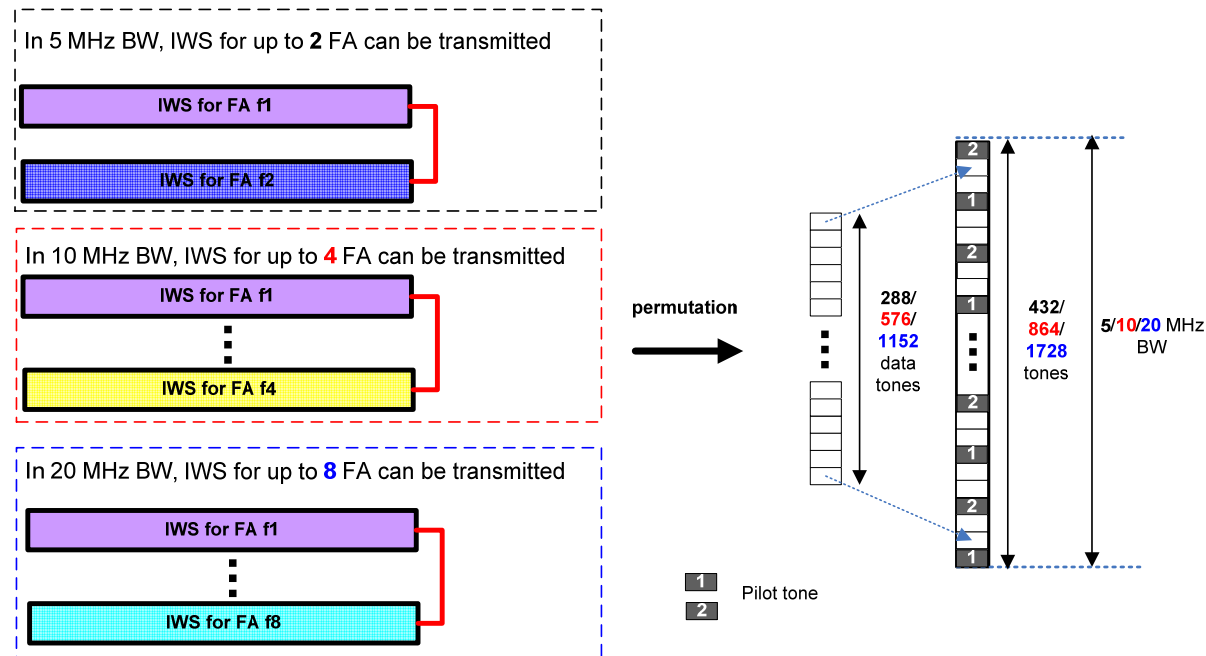 In 5 MHz BW, IWS for up to 2 FA can be transmitted
IWS for FA f1
IWS for FA f2
In 10 MHz BW, IWS for up to 4 FA can be transmitted
IWS for FA f1
IWS for FA f4
In 20 MHz BW, IWS for up to 8 FA can be transmitted
IWS for FA f1
IWS for FA f8
permutation
288/
576/
1152
data
tones
2
1
2
1
2
1
2
1
432/
864/
1728
tones
5/10/20 MHz
BW
1
Pilot tone
2